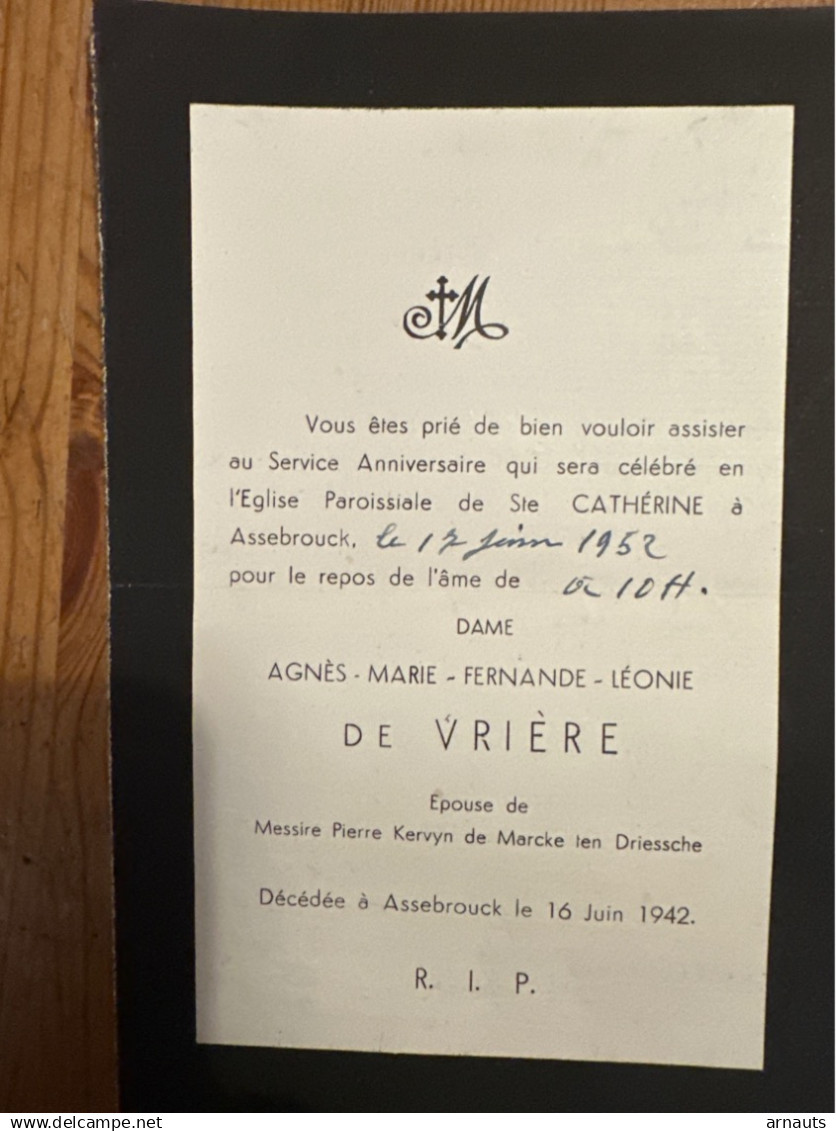 M
Vous êtes prié de bien vouloir assister
au Service Anniversaire qui sera célébré en
l'Eglise Paroissiale de Ste CATHÉRINE à
Assebrouck, le 17 juin 1952
pour le repos de l'âme de à 10H.
DAME
AGNÈS - MARIE - FERNANDE - LÉONIE
DE VRIÈRE
Epouse de
Messire Pierre Kervyn de Marcke ten Driessche
Décédée à Assebrouck le 16 Juin 1942.
R. I. P.
www.delcampe.net
arnauts